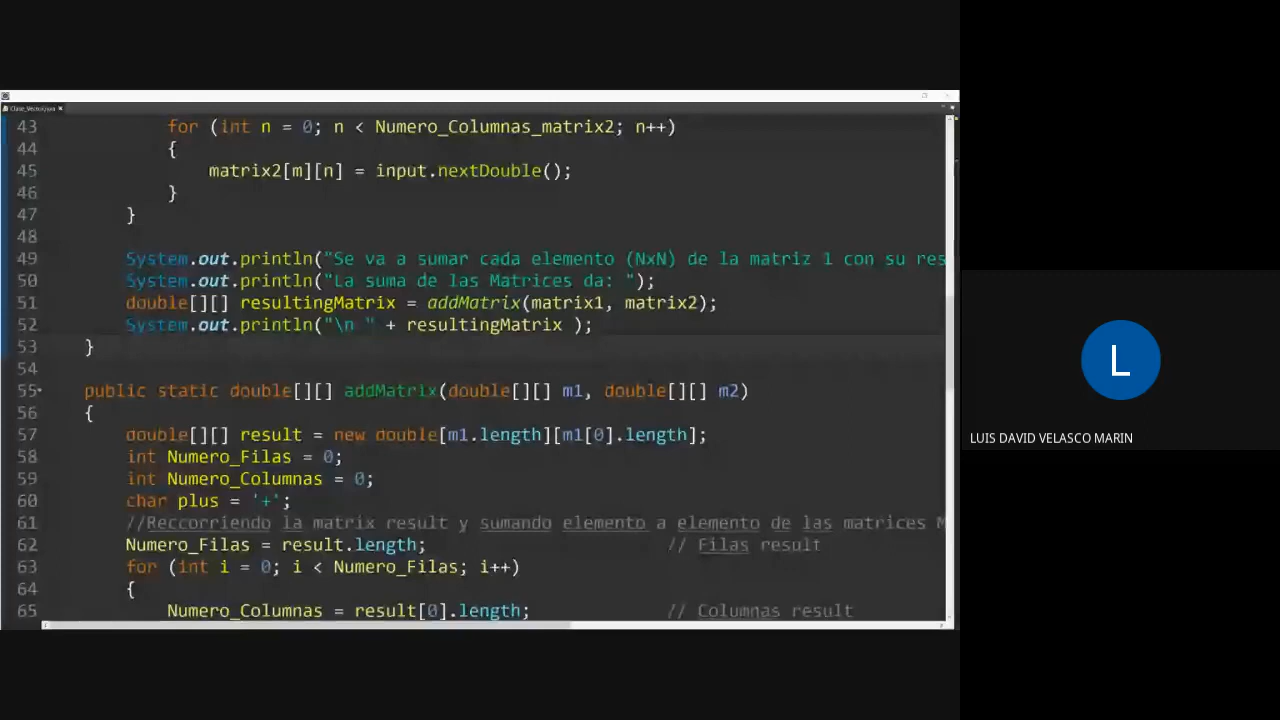 43 for (int n = 0; n < Numero_Columnas_matrix2; n++)
44 {
45 matrix2[m][n] = input.nextDouble();
46 }
47 }
48
49 System.out.println("Se va a sumar cada elemento (NxN) de la matriz 1 con su res
50 System.out.println("La suma de las Matrices da: ");
51 double[][] resultingMatrix = addMatrix(matrix1, matrix2);
52 System.out.println("\n " + resultingMatrix );
53 }
54
55 public static double[][] addMatrix(double[][] m1, double[][] m2)
56 {
57 double[][] result = new double[m1.length][m1[0].length];
58 int Numero_Filas = 0;
59 int Numero_Columnas = 0;
60 char plus = '+';
61 //Reccorriendo la matrix result y sumando elemento a elemento de las matrices M
62 Numero_Filas = result.length; // Filas result
63 for (int i = 0; i < Numero_Filas; i++)
64 {
65 Numero_Columnas = result[0].length; // Columnas result
L
LUIS DAVID VELASCO MARIN